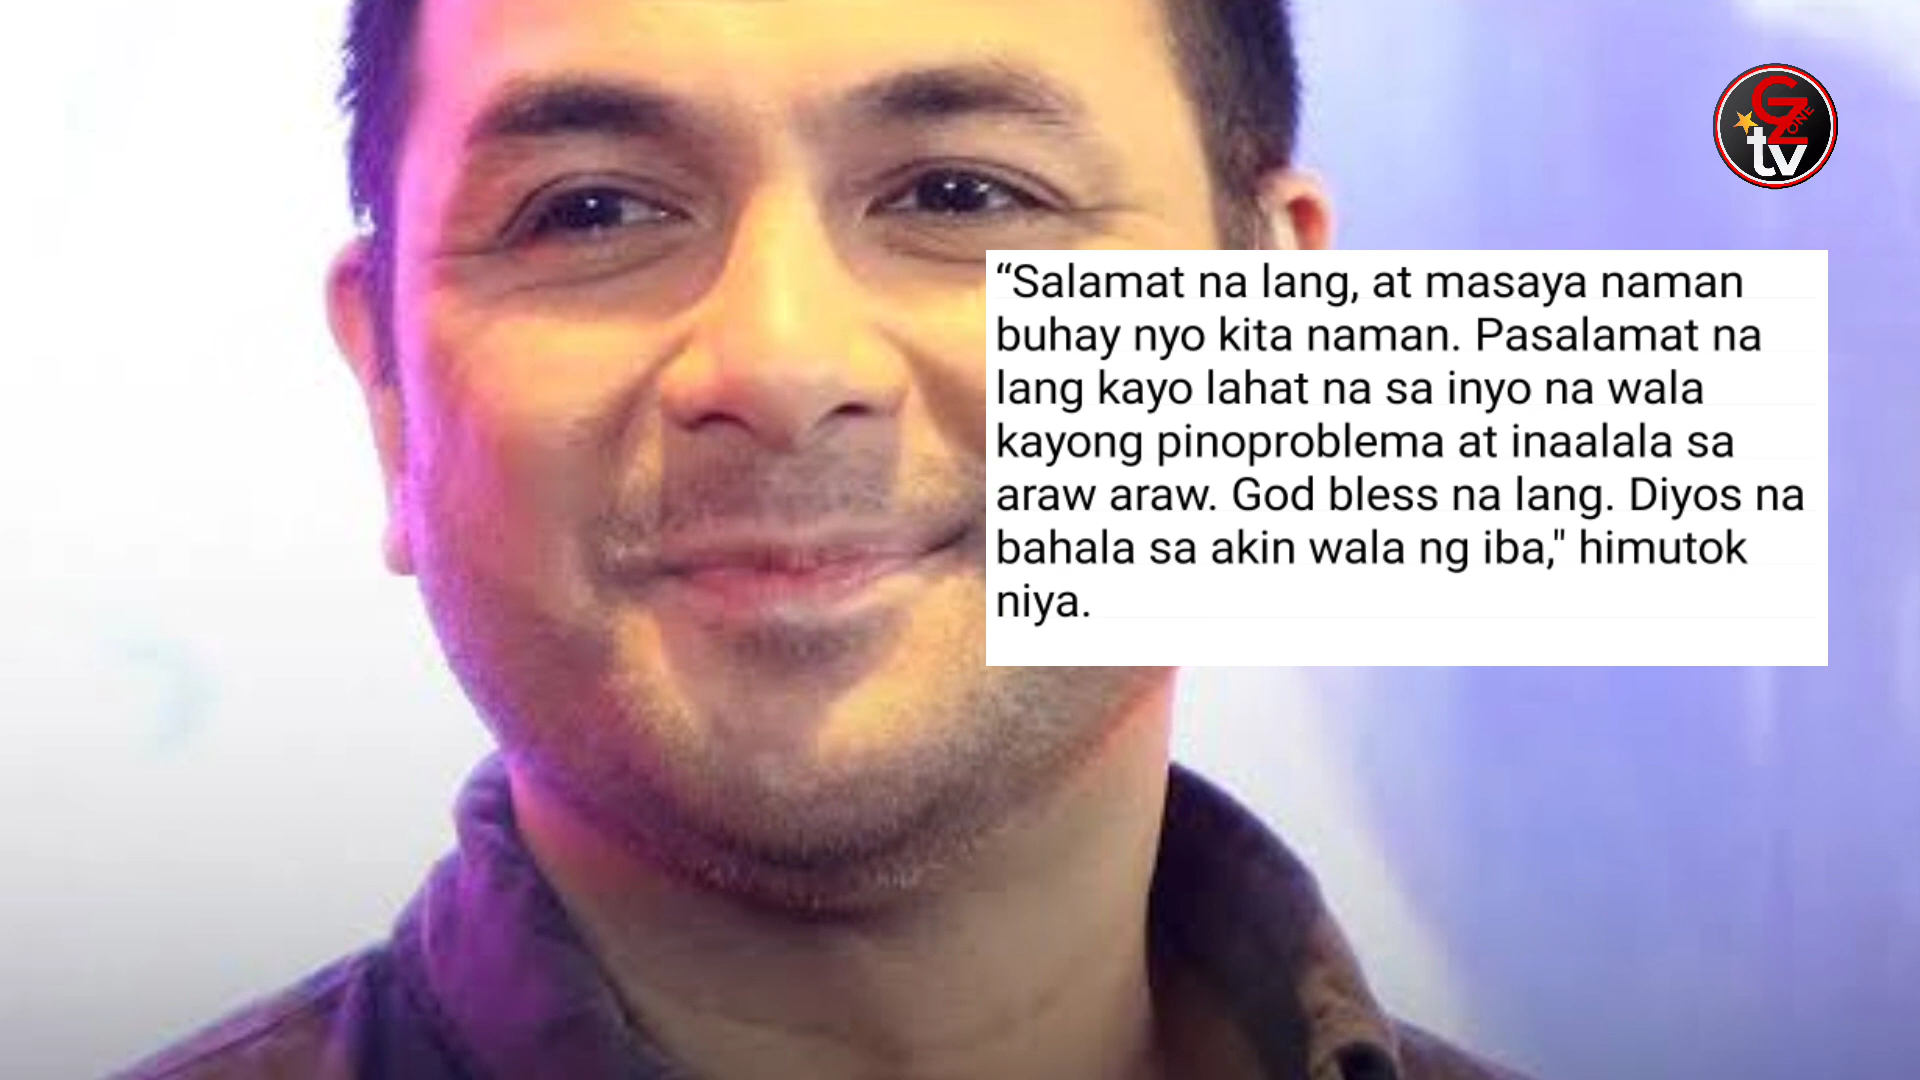 GZ
ONE
tv
“Salamat na lang, at masaya naman
buhay nyo kita naman. Pasalamat na
lang kayo lahat na sa inyo na wala
kayong pinoproblema at inaalala sa
araw araw. God bless na lang. Diyos na
bahala sa akin wala ng iba," himutok
niya.